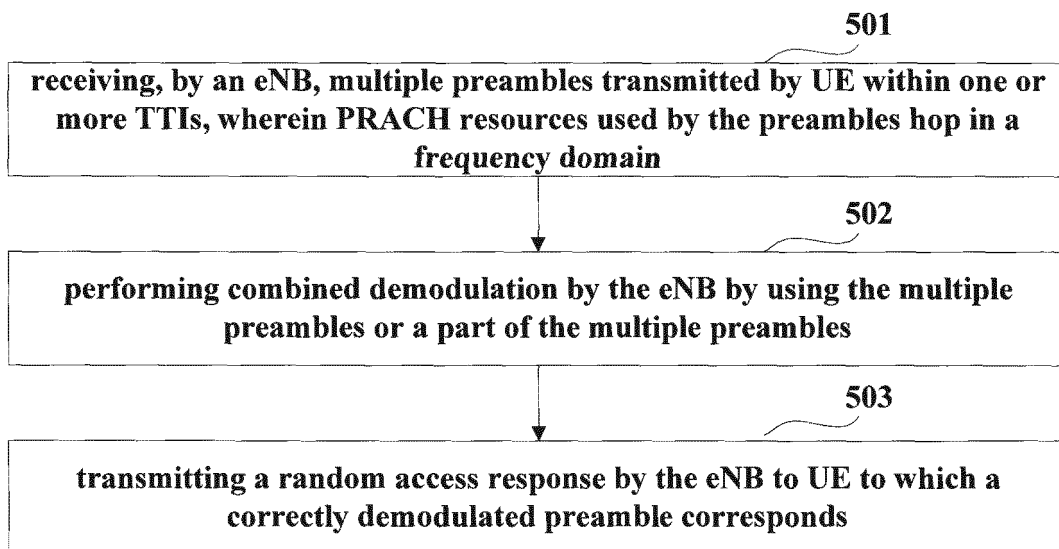 501
receiving, by an eNB, multiple preambles transmitted by UE within one or
more TTIs, wherein PRACH resources used by the preambles hop in a
frequency domain
502
performing combined demodulation by the eNB by using the multiple
preambles or a part of the multiple preambles
503
transmitting a random access response by the eNB to UE to which a
correctly demodulated preamble corresponds